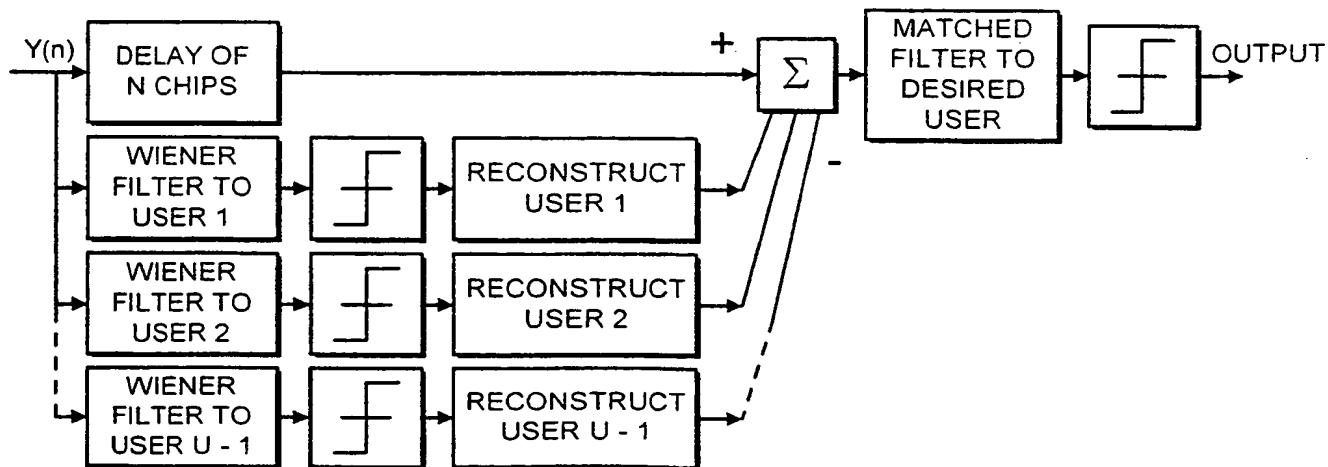 Y(n)
DELAY OF
N CHIPS
+
Σ
-
MATCHED
FILTER TO
DESIRED
USER
OUTPUT
WIENER
FILTER TO
USER 1
RECONSTRUCT
USER 1
WIENER
FILTER TO
USER 2
RECONSTRUCT
USER 2
WIENER
FILTER TO
USER U - 1
RECONSTRUCT
USER U - 1